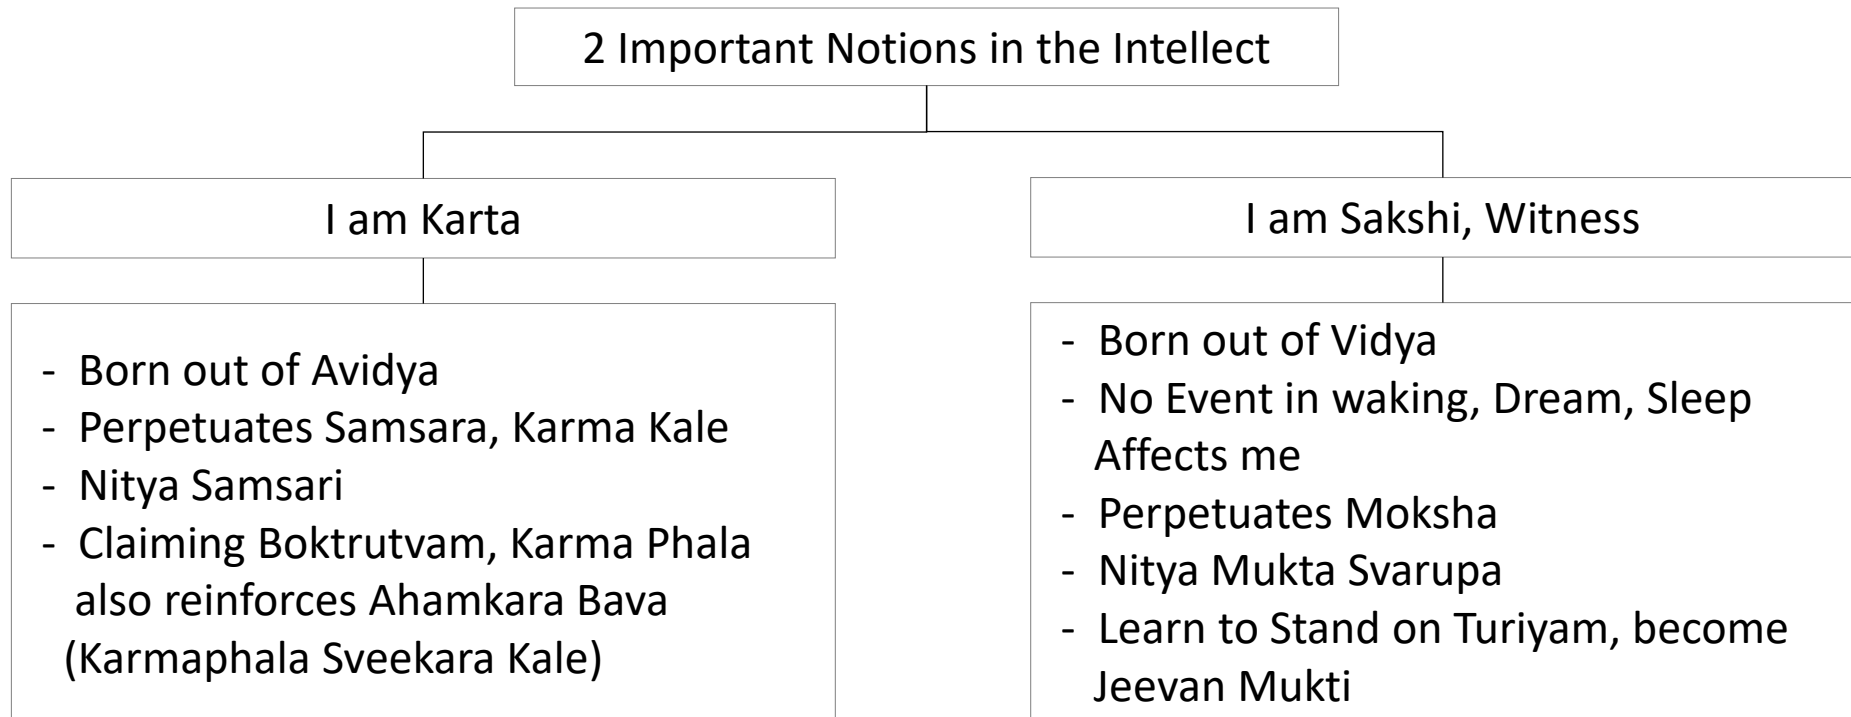 2 Important Notions in the Intellect
I am Karta
I am Sakshi, Witness
- Born out of Avidya
- Perpetuates Samsara, Karma Kale
- Nitya Samsari
- Claiming Boktrutvam, Karma Phala
also reinforces Ahamkara Bava
(Karmaphala Sveekara Kale)
- Born out of Vidya
- No Event in waking, Dream, Sleep
Affects me
- Perpetuates Moksha
- Nitya Mukta Svarupa
- Learn to Stand on Turiyam, become
Jeevan Mukti